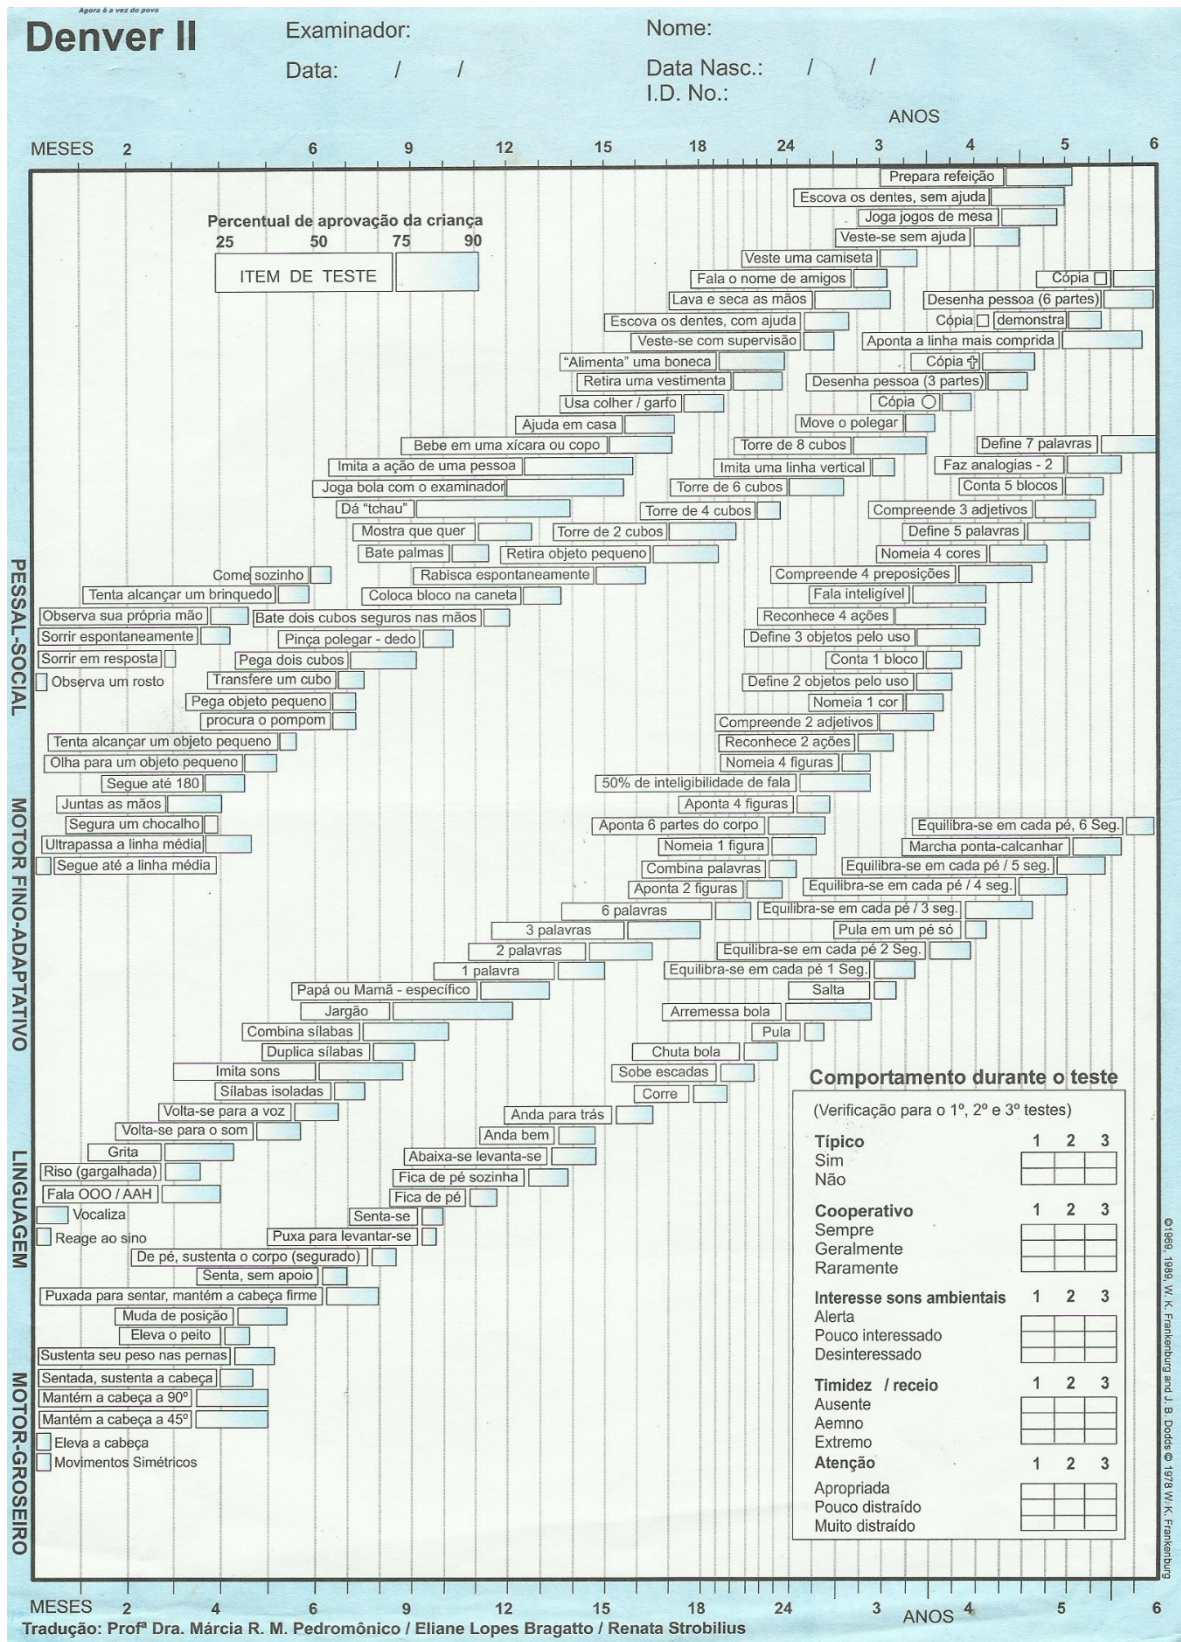 Agora é a vez do povo
Denver II
Examinador:
Nome:
Data: / /
Data Nasc.: / /
I.D. No.:
ANOS
MESES 2 6 9 12 15 18 24 3 4 5 6
Prepara refeição
Escova os dentes, sem ajuda
Joga jogos de mesa
Percentual de aprovação da criança
25 50 75 90
ITEM DE TESTE
Veste-se sem ajuda
Veste uma camiseta
Fala o nome de amigos
Cópia □
Lava e seca as mãos
Desenha pessoa (6 partes)
Escova os dentes, com ajuda
Cópia □ demonstra
Veste-se com supervisão
Aponta a linha mais comprida
“Alimenta” uma boneca
Cópia ✞
Retira uma vestimenta
Desenha pessoa (3 partes)
Usa colher / garfo
Cópia ○
Ajuda em casa
Move o polegar
Bebe em uma xícara ou copo
Torre de 8 cubos
Define 7 palavras
Imita a ação de uma pessoa
Imita uma linha vertical
Faz analogias - 2
Joga bola com o examinador
Torre de 6 cubos
Conta 5 blocos
Dá “tchau”
Torre de 4 cubos
Compreende 3 adjetivos
Mostra que quer
Torre de 2 cubos
Define 5 palavras
Bate palmas
Retira objeto pequeno
Nomeia 4 cores
Come sozinho
Rabisca espontaneamente
Compreende 4 preposições
Tenta alcançar um brinquedo
Coloca bloco na caneta
Fala inteligível
Observa sua própria mão
Bate dois cubos seguros nas mãos
Reconhece 4 ações
Sorrir espontaneamente
Pinça polegar - dedo
Define 3 objetos pelo uso
Sorrir em resposta
Pega dois cubos
Conta 1 bloco
Observa um rosto
Transfere um cubo
Define 2 objetos pelo uso
Pega objeto pequeno
Nomeia 1 cor
procura o pompom
Compreende 2 adjetivos
Tenta alcançar um objeto pequeno
Reconhece 2 ações
Olha para um objeto pequeno
Nomeia 4 figuras
Segue até 180
50% de inteligibilidade de fala
Juntas as mãos
Aponta 4 figuras
Segura um chocalho
Aponta 6 partes do corpo
Equilibra-se em cada pé, 6 Seg.
Ultrapassa a linha média
Nomeia 1 figura
Marcha ponta-calcanhar
Segue até a linha média
Combina palavras
Equilibra-se em cada pé / 5 seg.
Aponta 2 figuras
Equilibra-se em cada pé / 4 seg.
6 palavras
Equilibra-se em cada pé / 3 seg.
3 palavras
Pula em um pé só
2 palavras
Equilibra-se em cada pé 2 Seg.
1 palavra
Equilibra-se em cada pé 1 Seg.
Papá ou Mamã - específico
Salta
Jargão
Arremessa bola
Combina sílabas
Pula
Duplica sílabas
Chuta bola
Imita sons
Sobe escadas
Sílabas isoladas
Corre
Volta-se para a voz
Anda para trás
Volta-se para o som
Anda bem
Grita
Abaixa-se levanta-se
Riso (gargalhada)
Fica de pé sozinha
Fala OOO / AAH
Fica de pé
Vocaliza
Senta-se
Reage ao sino
Puxa para levantar-se
De pé, sustenta o corpo (segurado)
Senta, sem apoio
Puxada para sentar, mantém a cabeça firme
Muda de posição
Eleva o peito
Sustenta seu peso nas pernas
Sentada, sustenta a cabeça
Mantém a cabeça a 90º
Mantém a cabeça a 45º
Eleva a cabeça
Movimentos Simétricos
PESSAL-SOCIAL
MOTOR FINO-ADAPTATIVO
LINGUAGEM
MOTOR-GROSEIRO
Comportamento durante o teste
(Verificação para o 1º, 2º e 3º testes)
Típico 1 2 3
Sim
Não
Cooperativo 1 2 3
Sempre
Geralmente
Raramente
Interesse sons ambientais 1 2 3
Alerta
Pouco interessado
Desinteressado
Timidez / receio 1 2 3
Ausente
Aemno
Extremo
Atenção 1 2 3
Apropriada
Pouco distraído
Muito distraído
©1969, 1989, W. K. Frankenburg and J. B. Dodds © 1978 W. K. Frankenburg
MESES 2 4 6 9 12 15 18 24 3 ANOS 4 5 6
Tradução: Profª Dra. Márcia R. M. Pedromônico / Eliane Lopes Bragatto / Renata Strobilius